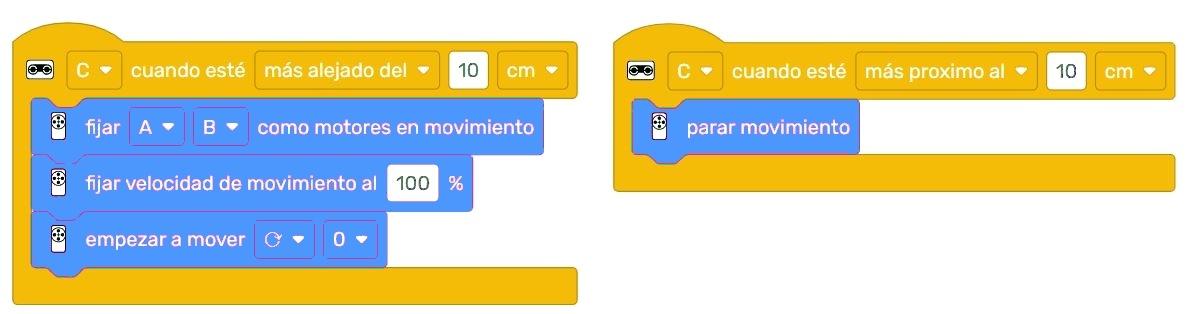 C cuando esté más alejado del 10 cm
fijar A B como motores en movimiento
fijar velocidad de movimiento al 100 %
empezar a mover 0
C cuando esté más proximo al 10 cm
parar movimiento